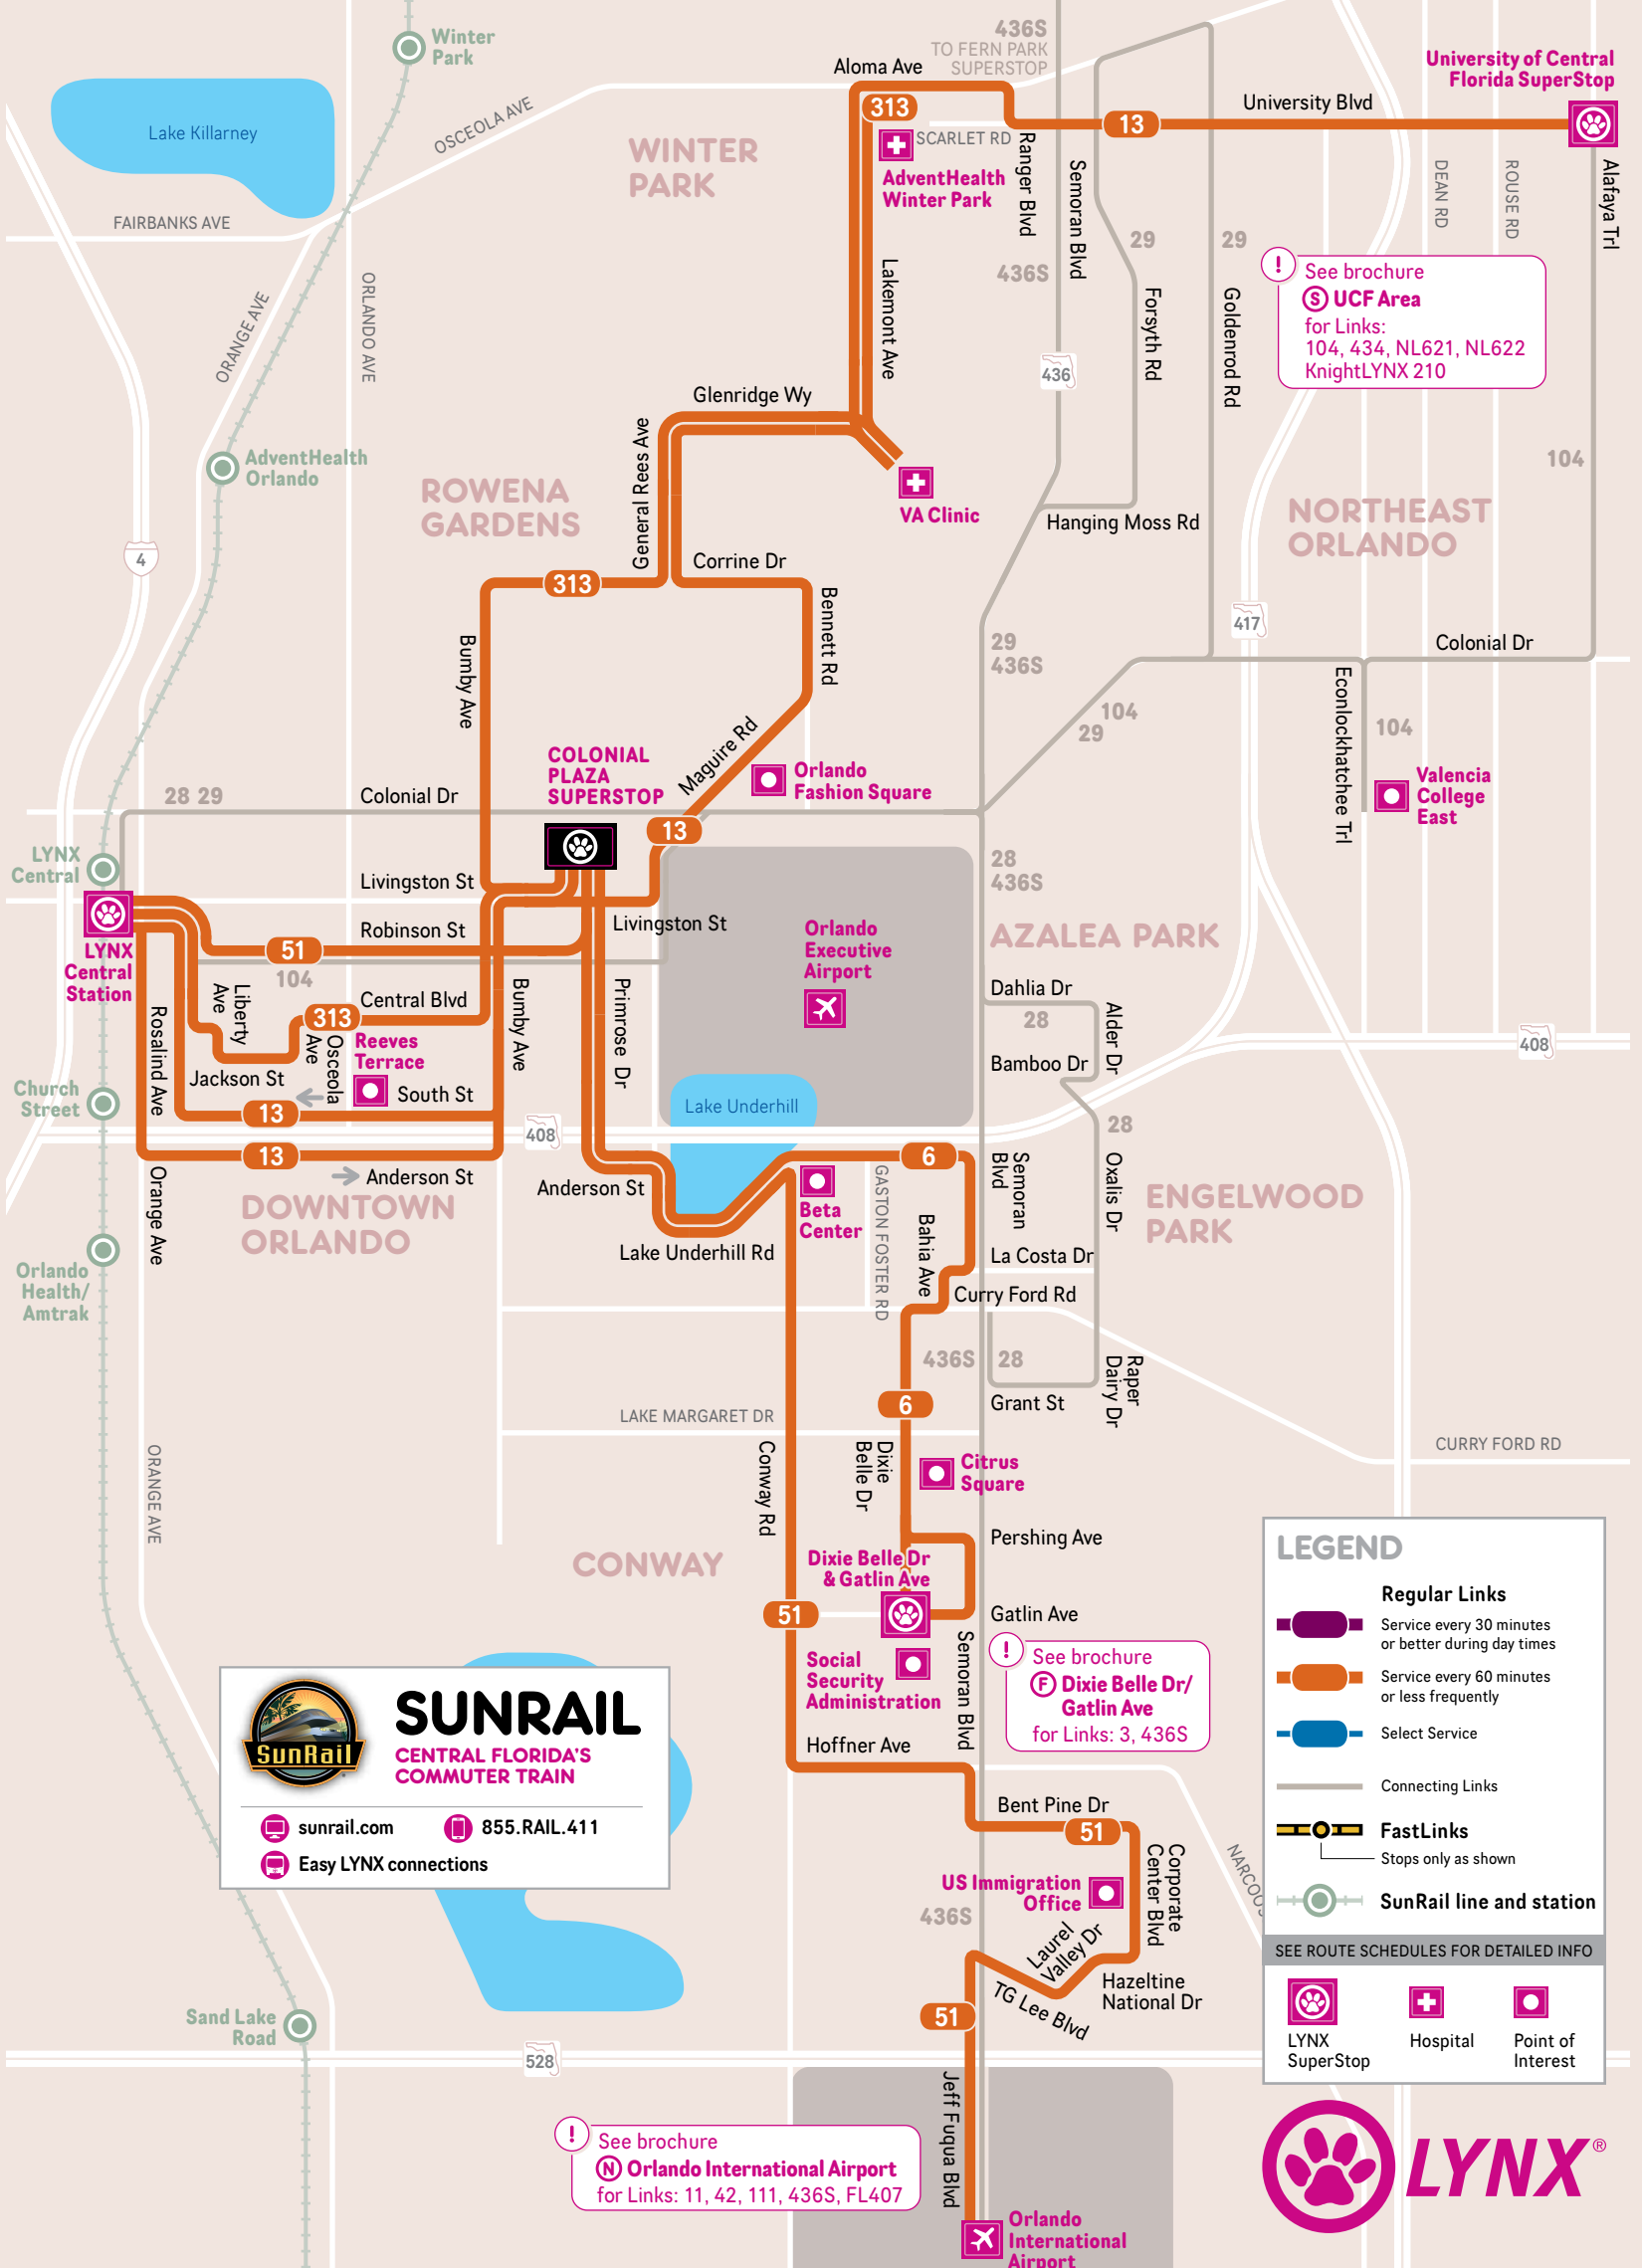 Winter
Park
436S
TO FERN PARK
SUPERSTOP
Aloma Ave
University of Central
Florida SuperStop
University Blvd
313
13
Lake Killarney
OSCEOLA AVE
SCARLET RD
WINTER
PARK
AdventHealth
Winter Park
Ranger Blvd
Semoran Blvd
DEAN RD
ROUSE RD
Alafaya Trl
FAIRBANKS AVE
29
29
436S
!
See brochure
S UCF Area
for Links:
104, 434, NL621, NL622
KnightLYNX 210
ORANGE AVE
ORLANDO AVE
Lakemont Ave
Forsyth Rd
Goldenrod Rd
436
Glenridge Wy
General Rees Ave
AdventHealth
Orlando
104
ROWENA
GARDENS
VA Clinic
Hanging Moss Rd
NORTHEAST
ORLANDO
4
Corrine Dr
313
Bennett Rd
Bumby Ave
417
29
436S
Colonial Dr
Econlockhatchee Trl
104
29
104
Maguire Rd
COLONIAL
PLAZA
SUPERSTOP
Orlando
Fashion Square
Valencia
College
East
28 29
Colonial Dr
13
LYNX
Central
28
436S
Livingston St
Livingston St
Robinson St
51
LYNX
Central
Station
104
Orlando
Executive
Airport
AZALEA PARK
Liberty
Ave
Central Blvd
313
Bumby Ave
Primrose Dr
Dahlia Dr
28
Alder Dr
Rosalind Ave
Osceola
Ave
Reeves
Terrace
Bamboo Dr
408
Jackson St
South St
Church
Street
13
Lake Underhill
28
408
13
6
Anderson St
Anderson St
Orange Ave
DOWNTOWN
ORLANDO
Beta
Center
GASTON FOSTER RD
Semoran
Blvd
Oxalis Dr
ENGELWOOD
PARK
Lake Underhill Rd
Bahia Ave
La Costa Dr
Orlando
Health/
Amtrak
Curry Ford Rd
436S
28
Raper
Dairy Dr
6
Grant St
LAKE MARGARET DR
ORANGE AVE
Conway Rd
Dixie
Belle Dr
CURRY FORD RD
Citrus
Square
Pershing Ave
CONWAY
Dixie Belle Dr
& Gatlin Ave
51
Gatlin Ave
Social
Security
Administration
Semoran Blvd
!
See brochure
F Dixie Belle Dr/
Gatlin Ave
for Links: 3, 436S
Hoffner Ave
SunRail
SUNRAIL
CENTRAL FLORIDA'S
COMMUTER TRAIN
sunrail.com
855.RAIL.411
Easy LYNX connections
Bent Pine Dr
51
Corporate
Center Blvd
US Immigration
Office
436S
Laurel
Valley Dr
Hazeltine
National Dr
TG Lee Blvd
51
Sand Lake
Road
528
Jeff Fuqua Blvd
!
See brochure
N Orlando International Airport
for Links: 11, 42, 111, 436S, FL407
Orlando
International
Airport
LEGEND
Regular Links
Service every 30 minutes
or better during day times
Service every 60 minutes
or less frequently
Select Service
Connecting Links
FastLinks
Stops only as shown
SunRail line and station
SEE ROUTE SCHEDULES FOR DETAILED INFO
LYNX
SuperStop
Hospital
Point of
Interest
LYNX®